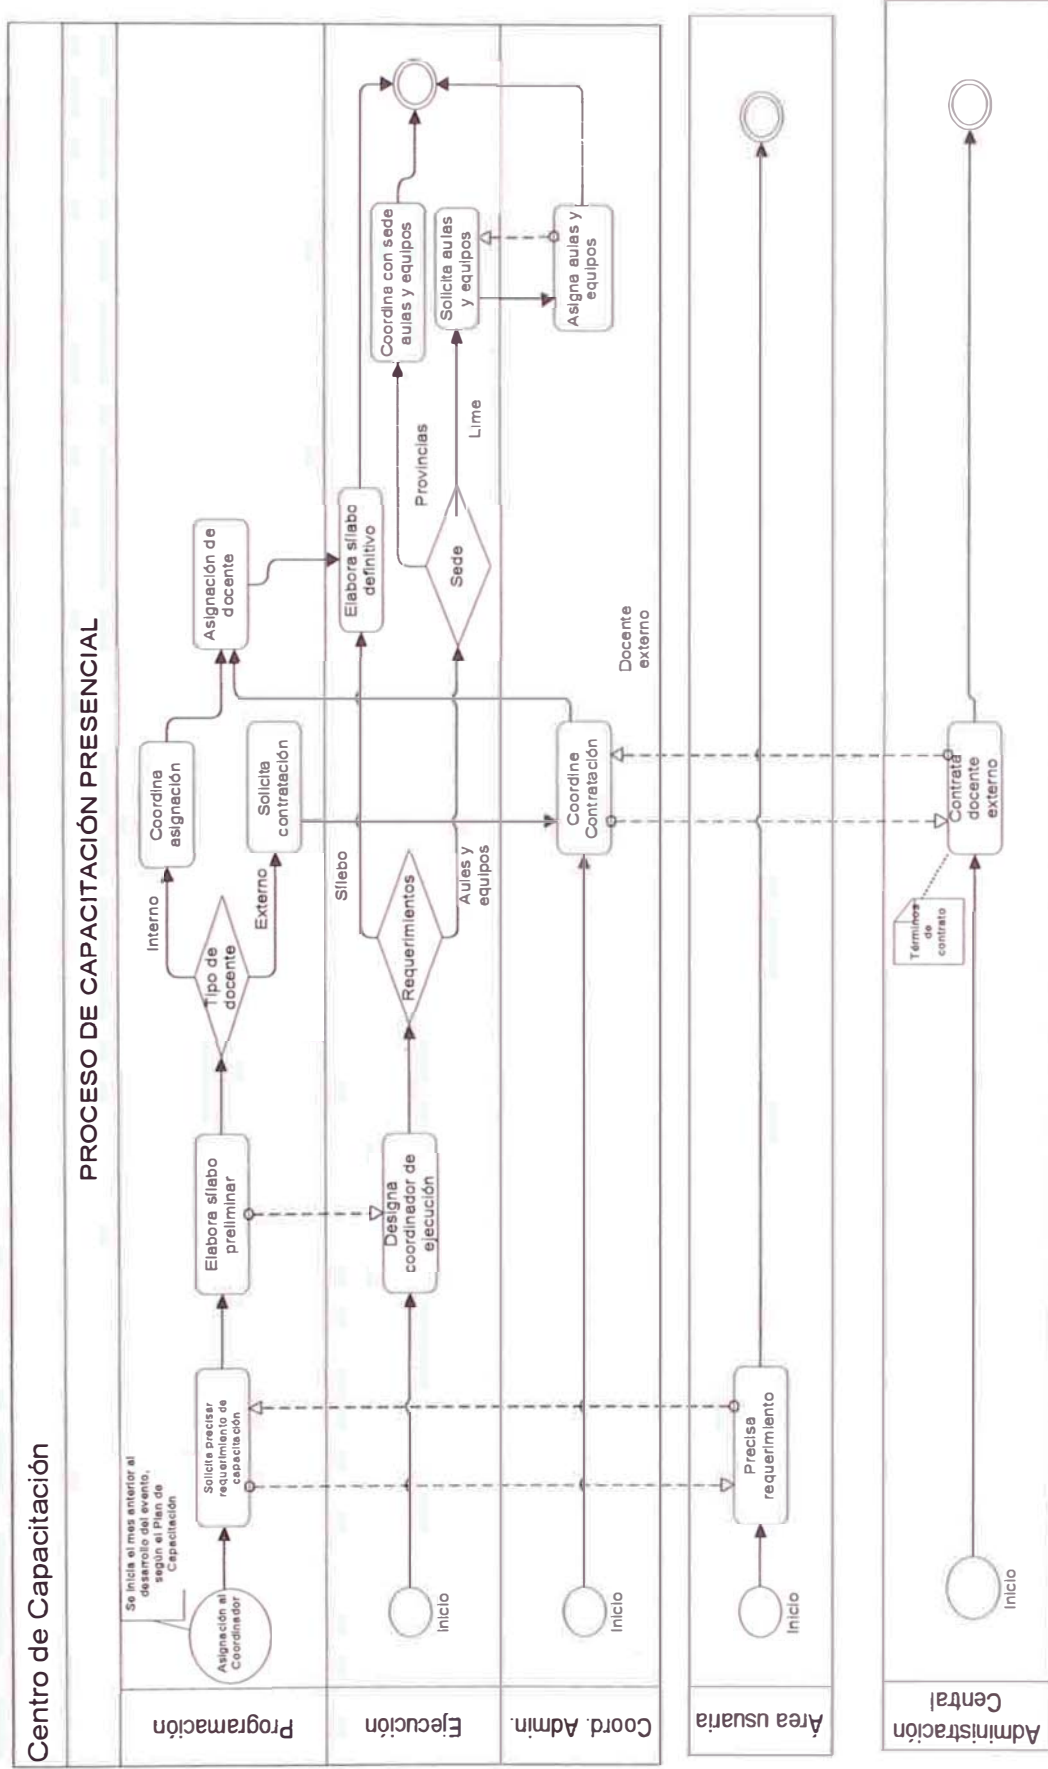 Centro de Capacitación
PROCESO DE CAPACITACIÓN PRESENCIAL
Programación
Se inicia el mes anterior al
desarrollo del evento,
según el Plan de
Capacitación
Asignación al
Coordinador
Solicita precisar
requerimiento de
capacitación
Elabora sílabo
preliminar
Tipo de
docente
Interno
Externo
Coordina
asignación
Solicita
contratación
Asignación de
docente
Ejecución
Inicio
Designa
coordinador de
ejecución
Requerimientos
Sílebo
Aules y
equipos
Elabora sílabo
definitivo
Sede
Provincias
Lime
Coordina con sede
aulas y equipos
Solicita aulas
y equipos
Coord. Admin.
Inicio
Coordine
Contratación
Docente
externo
Asigna aulas y
equipos
Área usuaria
Inicio
Precisa
requerimiento
Administración
Central
Inicio
Términos
de
contrato
Contrata
docente
externo